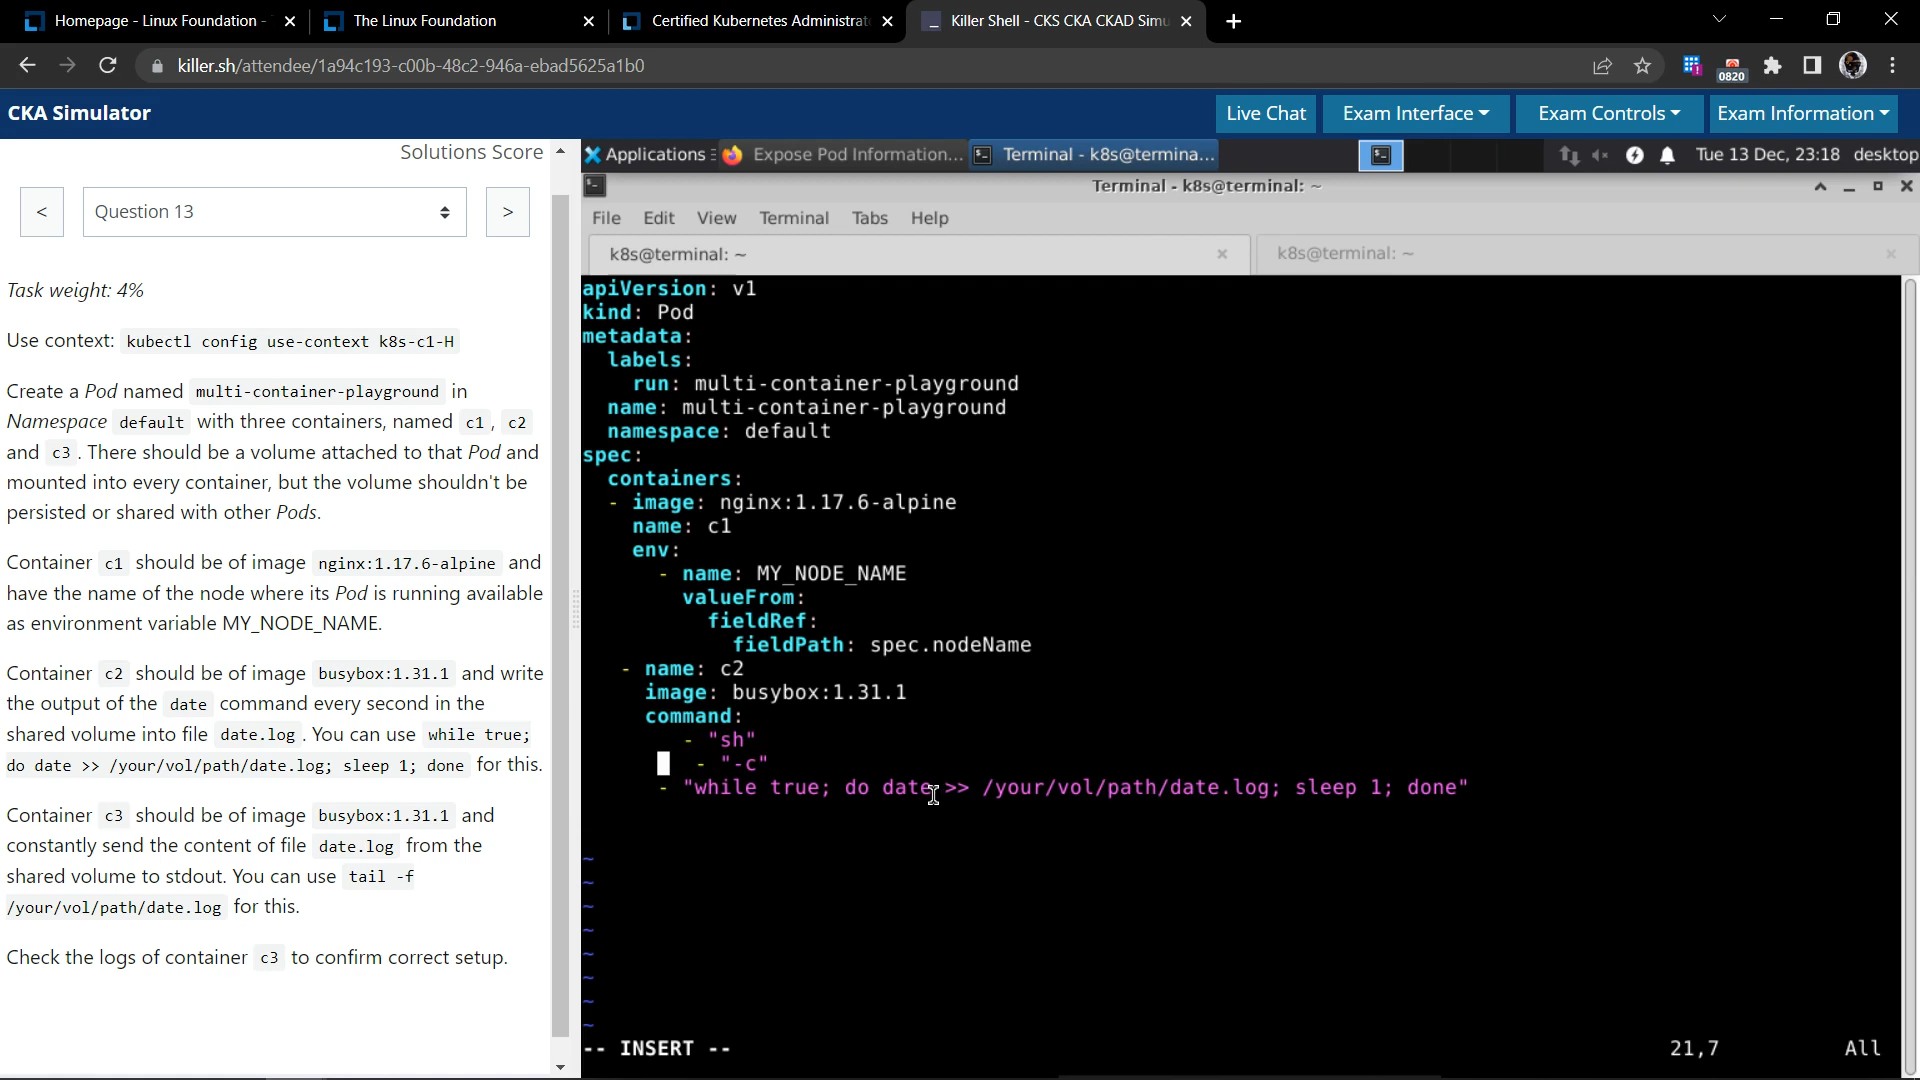 Homepage - Linux Foundation -
The Linux Foundation
Certified Kubernetes Administrat
Killer Shell - CKS CKA CKAD Simu
killer.sh/attendee/1a94c193-c00b-48c2-946a-ebad5625a1b0
0820
CKA Simulator
Live Chat
Exam Interface
Exam Controls
Exam Information
Solutions Score
<
Question 13
>
Task weight: 4%
Use context: kubectl config use-context k8s-c1-H
Create a Pod named multi-container-playground in
Namespace default with three containers, named c1 , c2
and c3 . There should be a volume attached to that Pod and
mounted into every container, but the volume shouldn't be
persisted or shared with other Pods.
Container c1 should be of image nginx:1.17.6-alpine and
have the name of the node where its Pod is running available
as environment variable MY_NODE_NAME.
Container c2 should be of image busybox:1.31.1 and write
the output of the date command every second in the
shared volume into file date.log . You can use while true;
do date >> /your/vol/path/date.log; sleep 1; done for this.
Container c3 should be of image busybox:1.31.1 and
constantly send the content of file date.log from the
shared volume to stdout. You can use tail -f
/your/vol/path/date.log for this.
Check the logs of container c3 to confirm correct setup.
Applications
Expose Pod Information...
Terminal - k8s@termina...
Tue 13 Dec, 23:18 desktop
Terminal - k8s@terminal: ~
File Edit View Terminal Tabs Help
k8s@terminal: ~
k8s@terminal: ~
apiVersion: v1
kind: Pod
metadata:
labels:
run: multi-container-playground
name: multi-container-playground
namespace: default
spec:
containers:
- image: nginx:1.17.6-alpine
name: c1
env:
- name: MY_NODE_NAME
valueFrom:
fieldRef:
fieldPath: spec.nodeName
- name: c2
image: busybox:1.31.1
command:
- "sh"
- "-c"
- "while true; do date >> /your/vol/path/date.log; sleep 1; done"
~
~
~
~
~
~
~
~
-- INSERT --
21,7
All